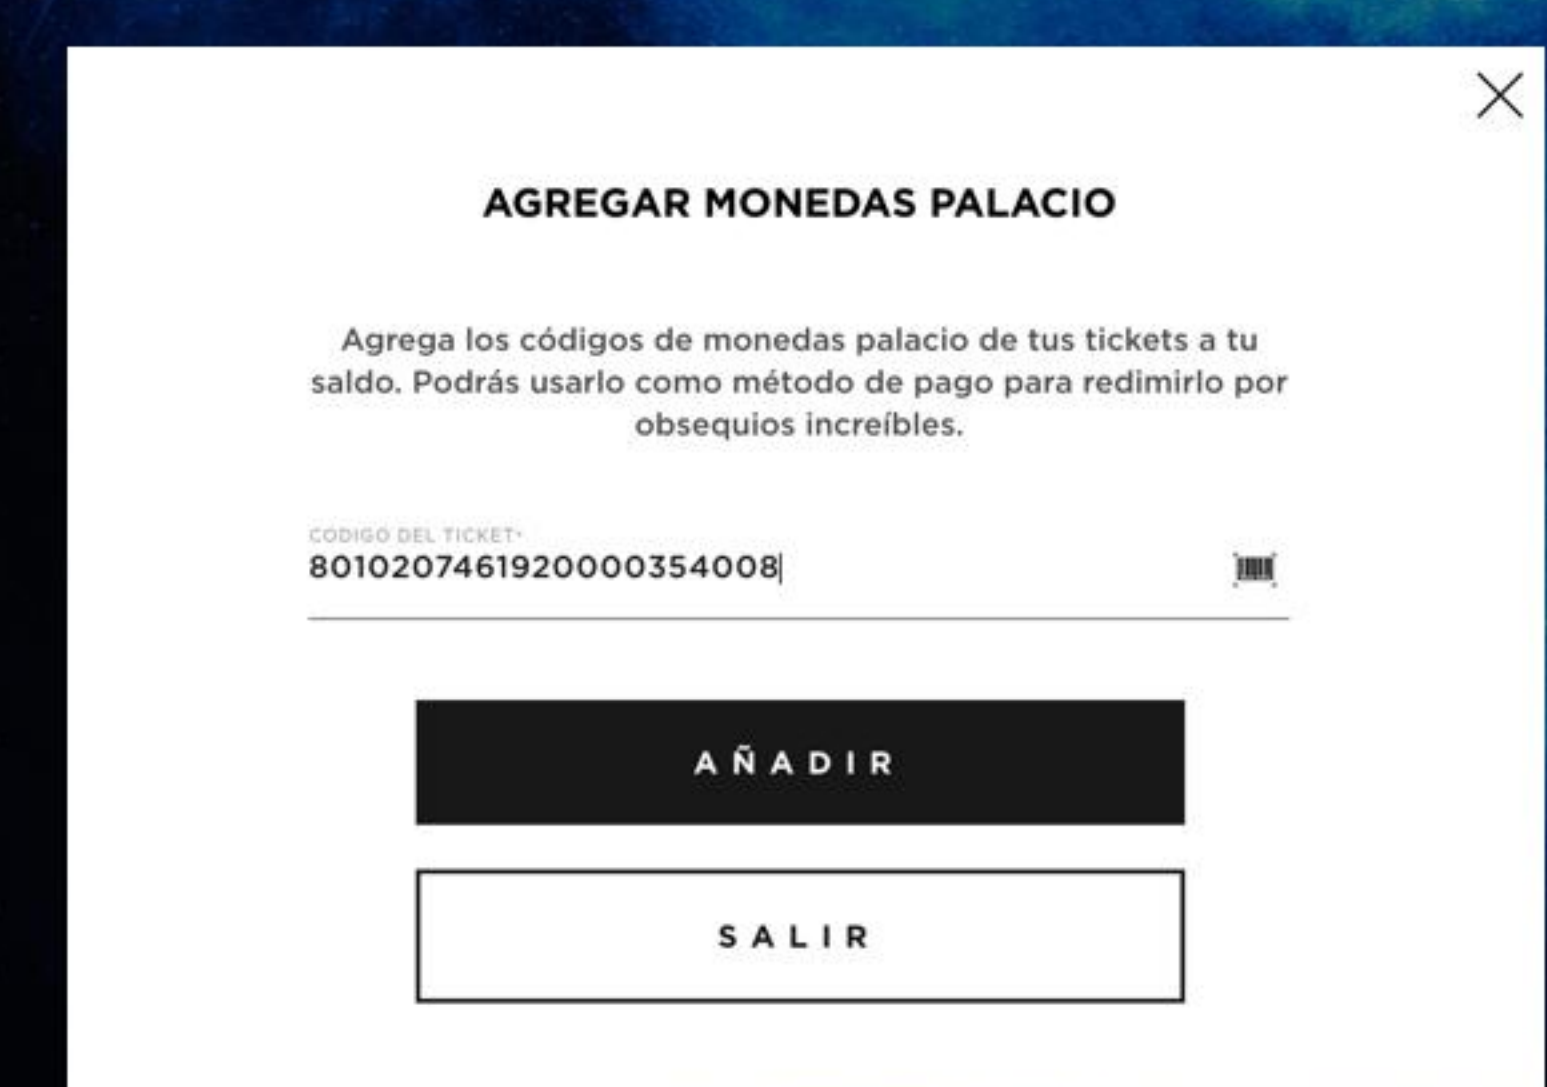 AGREGAR MONEDAS PALACIO
Agrega los códigos de monedas palacio de tus tickets a tu
saldo. Podrás usarlo como método de pago para redimirlo por
obsequios increíbles.
CODIGO DEL TICKET*
8010207461920000354008
AÑADIR
SALIR